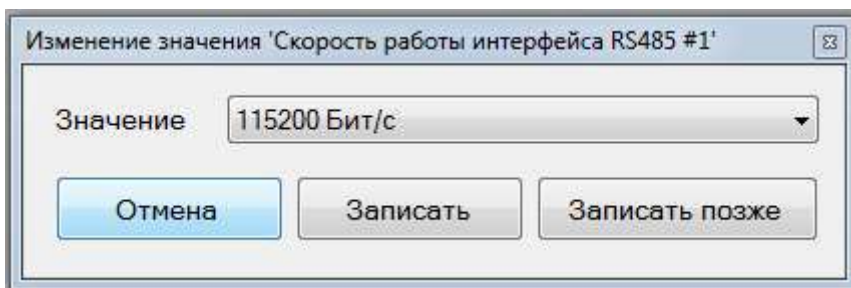 Изменение значения 'Скорость работы интерфейса RS485 #1'
Значение 115200 Бит/с
Отмена Записать Записать позже